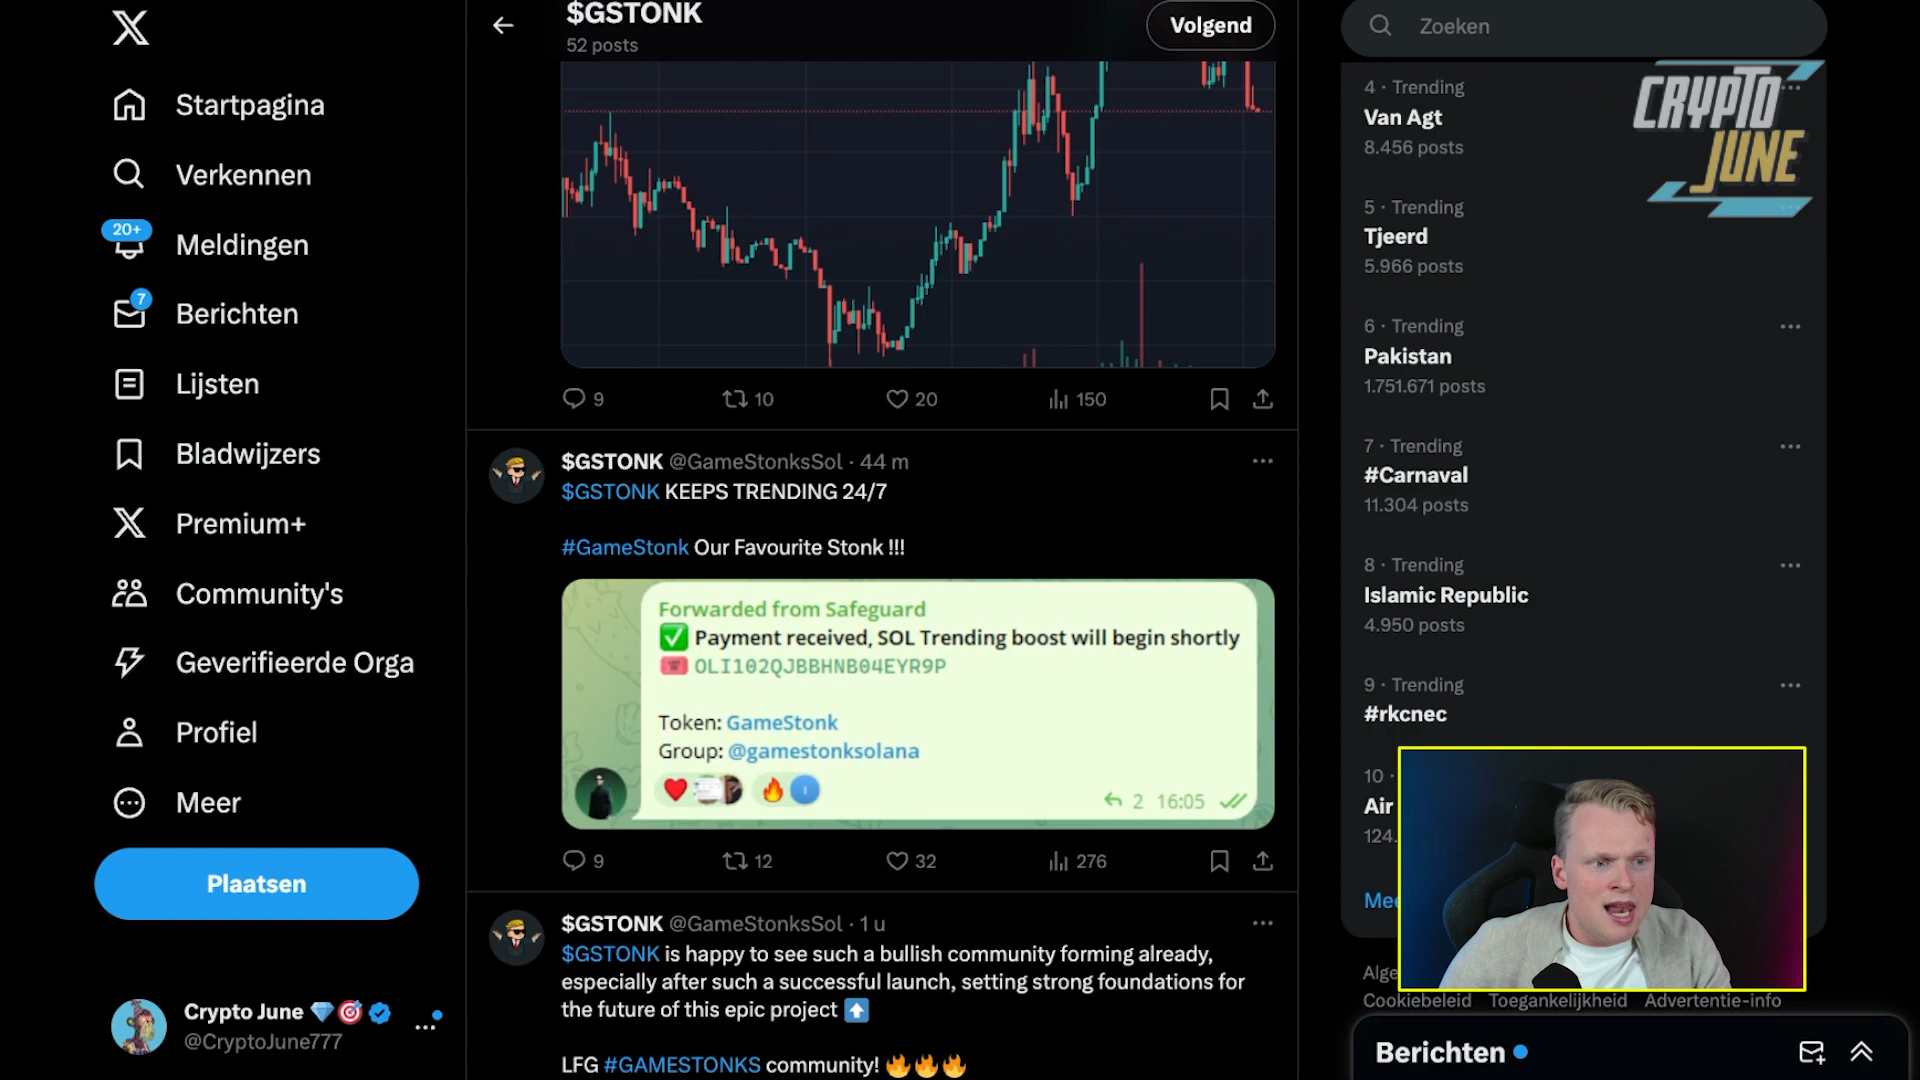 $GSTONK
52 posts
Volgend
Startpagina
Verkennen
20+
Meldingen
7
Berichten
Lijsten
Bladwijzers
Premium+
Community's
Geverifieerde Orga
Profiel
Meer
Plaatsen
Crypto June
@CryptoJune777
9 10 20 150
$GSTONK @GameStonksSol · 44 m
$GSTONK KEEPS TRENDING 24/7
#GameStonk Our Favourite Stonk !!!
Forwarded from Safeguard
✅ Payment received, SOL Trending boost will begin shortly
OLI102QJBBHNB04EYR9P
Token: GameStonk
Group: @gamestonksolana
2 16:05
9 12 32 276
$GSTONK @GameStonksSol · 1 u
$GSTONK is happy to see such a bullish community forming already,
especially after such a successful launch, setting strong foundations for
the future of this epic project ⬆️
LFG #GAMESTONKS community! 🔥🔥🔥
Zoeken
CRYPTO
JUNE
4 · Trending
Van Agt
8.456 posts
5 · Trending
Tjeerd
5.966 posts
6 · Trending
Pakistan
1.751.671 posts
7 · Trending
#Carnaval
11.304 posts
8 · Trending
Islamic Republic
4.950 posts
9 · Trending
#rkcnec
10 ·
Air
124.
Mee
Alge
Cookiebeleid Toegankelijkheid Advertentie-info
Berichten